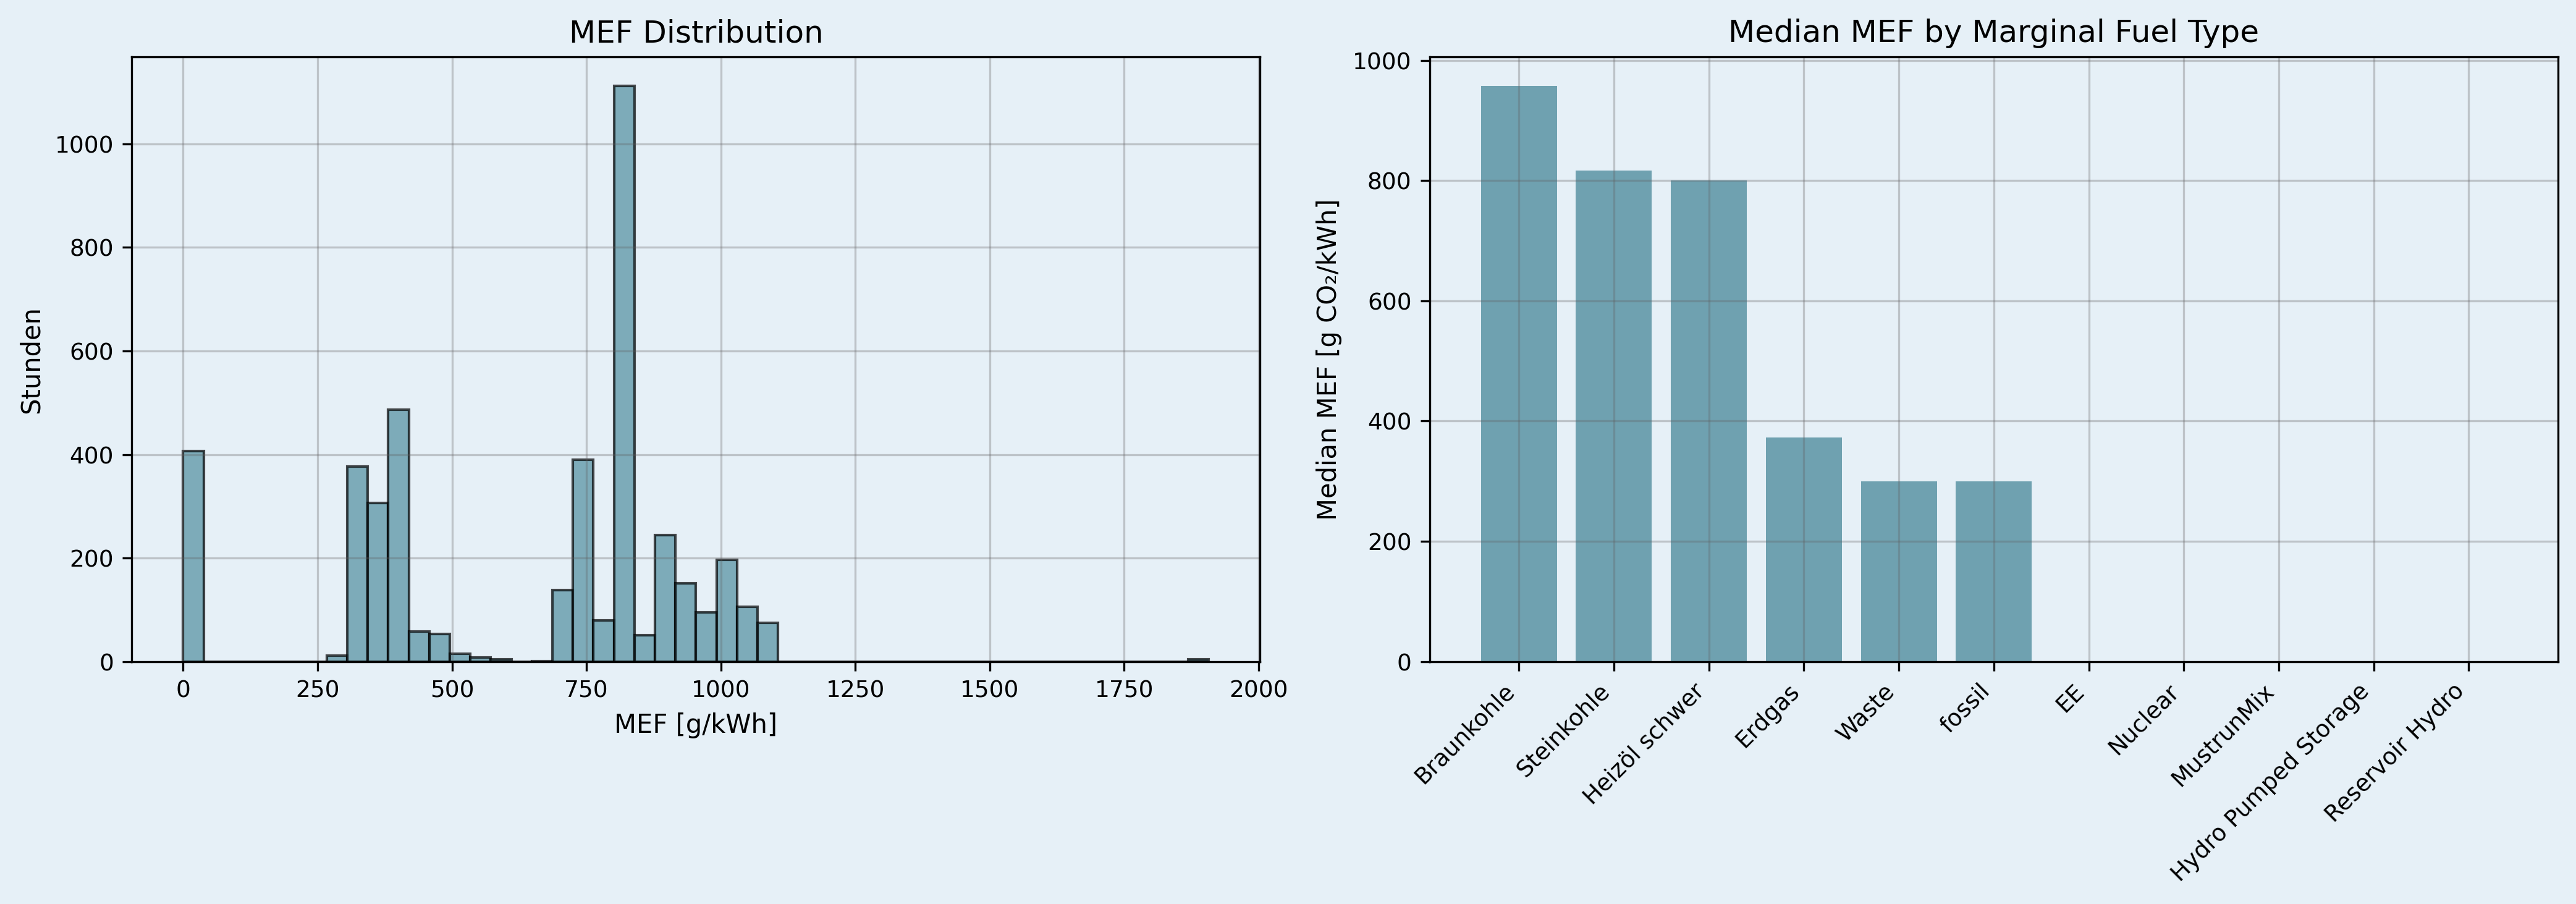 MEF Distribution
Stunden
1000
800
600
400
200
0
0 250 500 750 1000 1250 1500 1750 2000
MEF [g/kWh]
Median MEF by Marginal Fuel Type
Median MEF [g CO₂/kWh]
1000
800
600
400
200
0
Braunkohle
Steinkohle
Heizöl schwer
Erdgas
Waste
fossil
EE
Nuclear
MustrunMix
Hydro Pumped Storage
Reservoir Hydro